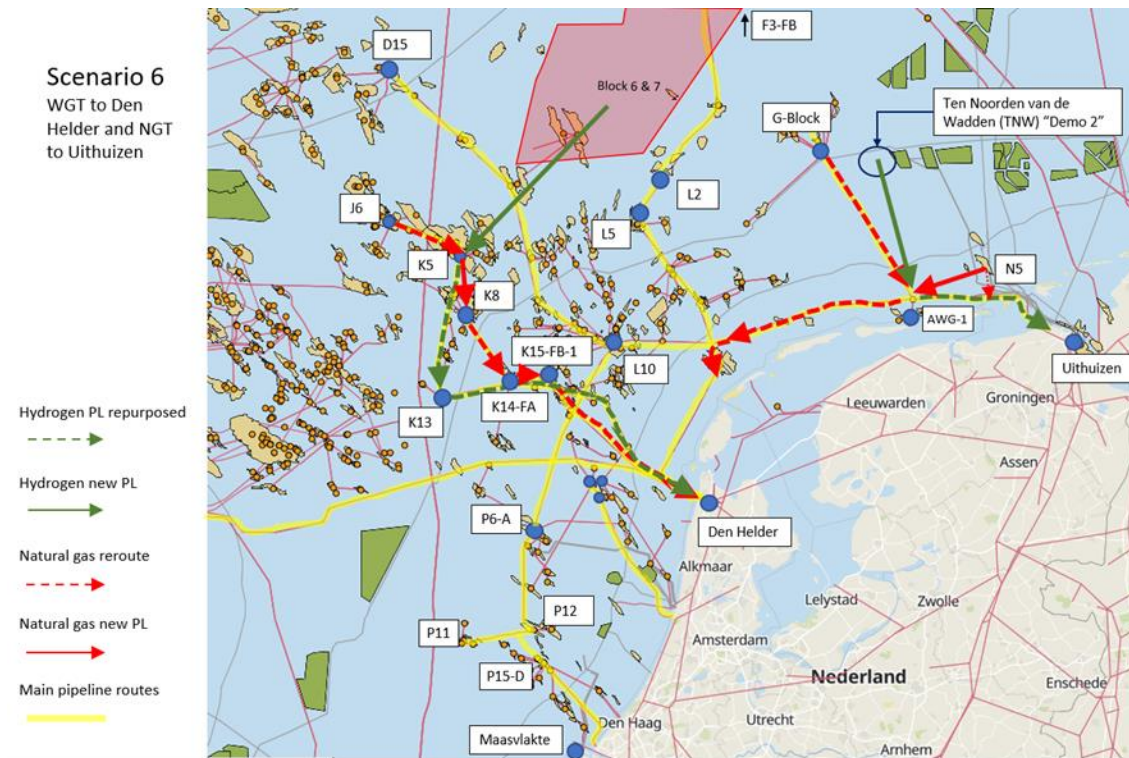 Scenario 6
WGT to Den
Helder and NGT
to Uithuizen
Hydrogen PL repurposed
Hydrogen new PL
Natural gas reroute
Natural gas new PL
Main pipeline routes
D15
F3-FB
Block 6 & 7
G-Block
Ten Noorden van de
Wadden (TNW) “Demo 2”
L2
J6
L5
K5
N5
K8
AWG-1
K15-FB-1
L10
Uithuizen
K14-FA
K13
Leeuwarden
Groningen
Assen
P6-A
Den Helder
Alkmaar
Lelystad
Zwolle
P12
P11
Amsterdam
P15-D
Nederland
Enschede
Den Haag
Utrecht
Maasvlakte
Arnhem